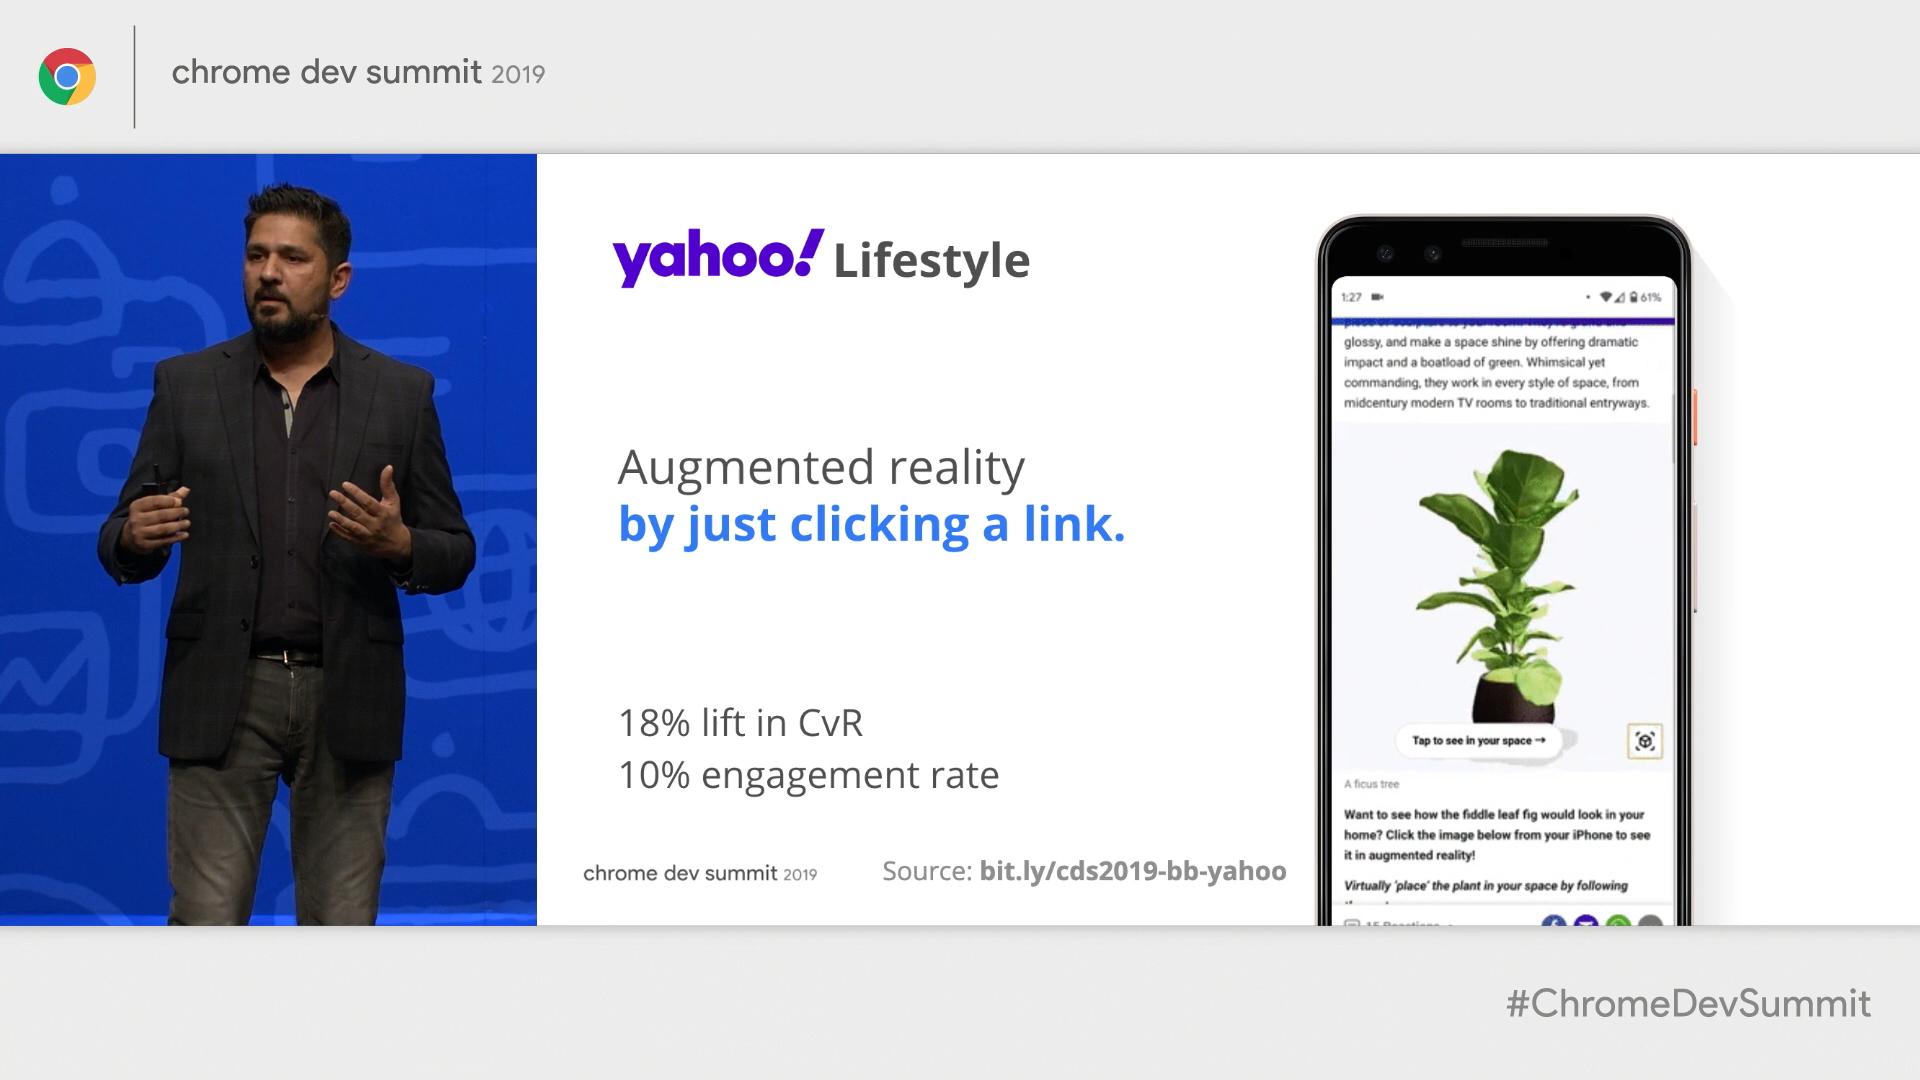 chrome dev summit 2019
yahoo! Lifestyle
Augmented reality
by just clicking a link.
18% lift in CvR
10% engagement rate
chrome dev summit 2019
Source: bit.ly/cds2019-bb-yahoo
1:27
61%
glossy, and make a space shine by offering dramatic
impact and a boatload of green. Whimsical yet
commanding, they work in every style of space, from
midcentury modern TV rooms to traditional entryways.
Tap to see in your space →
A ficus tree
Want to see how the fiddle leaf fig would look in your
home? Click the image below from your iPhone to see
it in augmented reality!
Virtually 'place' the plant in your space by following
#ChromeDevSummit